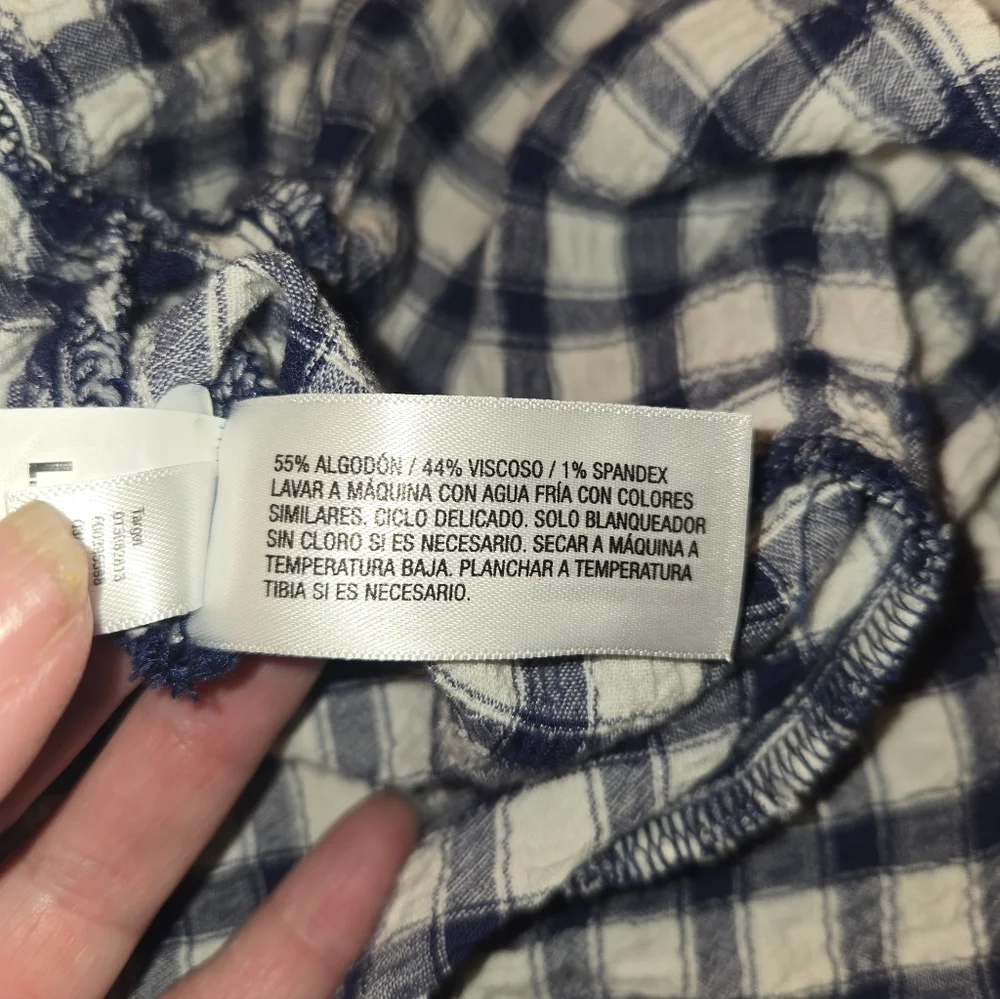 55% ALGODÓN / 44% VISCOSO / 1% SPANDEX
LAVAR A MÁQUINA CON AGUA FRÍA CON COLORES
SIMILARES. CICLO DELICADO. SOLO BLANQUEADOR
SIN CLORO SI ES NECESARIO. SECAR A MÁQUINA A
TEMPERATURA BAJA. PLANCHAR A TEMPERATURA
TIBIA SI ES NECESARIO.
L
Target